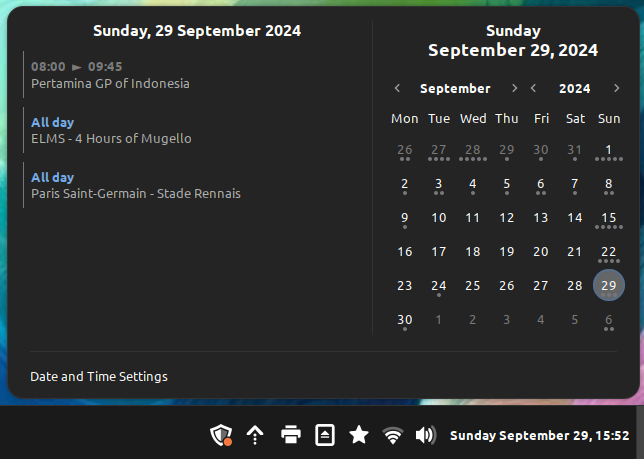 Sunday, 29 September 2024
08:00 ► 09:45
Pertamina GP of Indonesia
All day
ELMS - 4 Hours of Mugello
All day
Paris Saint-Germain - Stade Rennais
Sunday
September 29, 2024
‹ September › ‹ 2024 ›
Mon Tue Wed Thu Fri Sat Sun
26 27 28 29 30 31 1
2 3 4 5 6 7 8
9 10 11 12 13 14 15
16 17 18 19 20 21 22
23 24 25 26 27 28 29
30 1 2 3 4 5 6
Date and Time Settings
Sunday September 29, 15:52